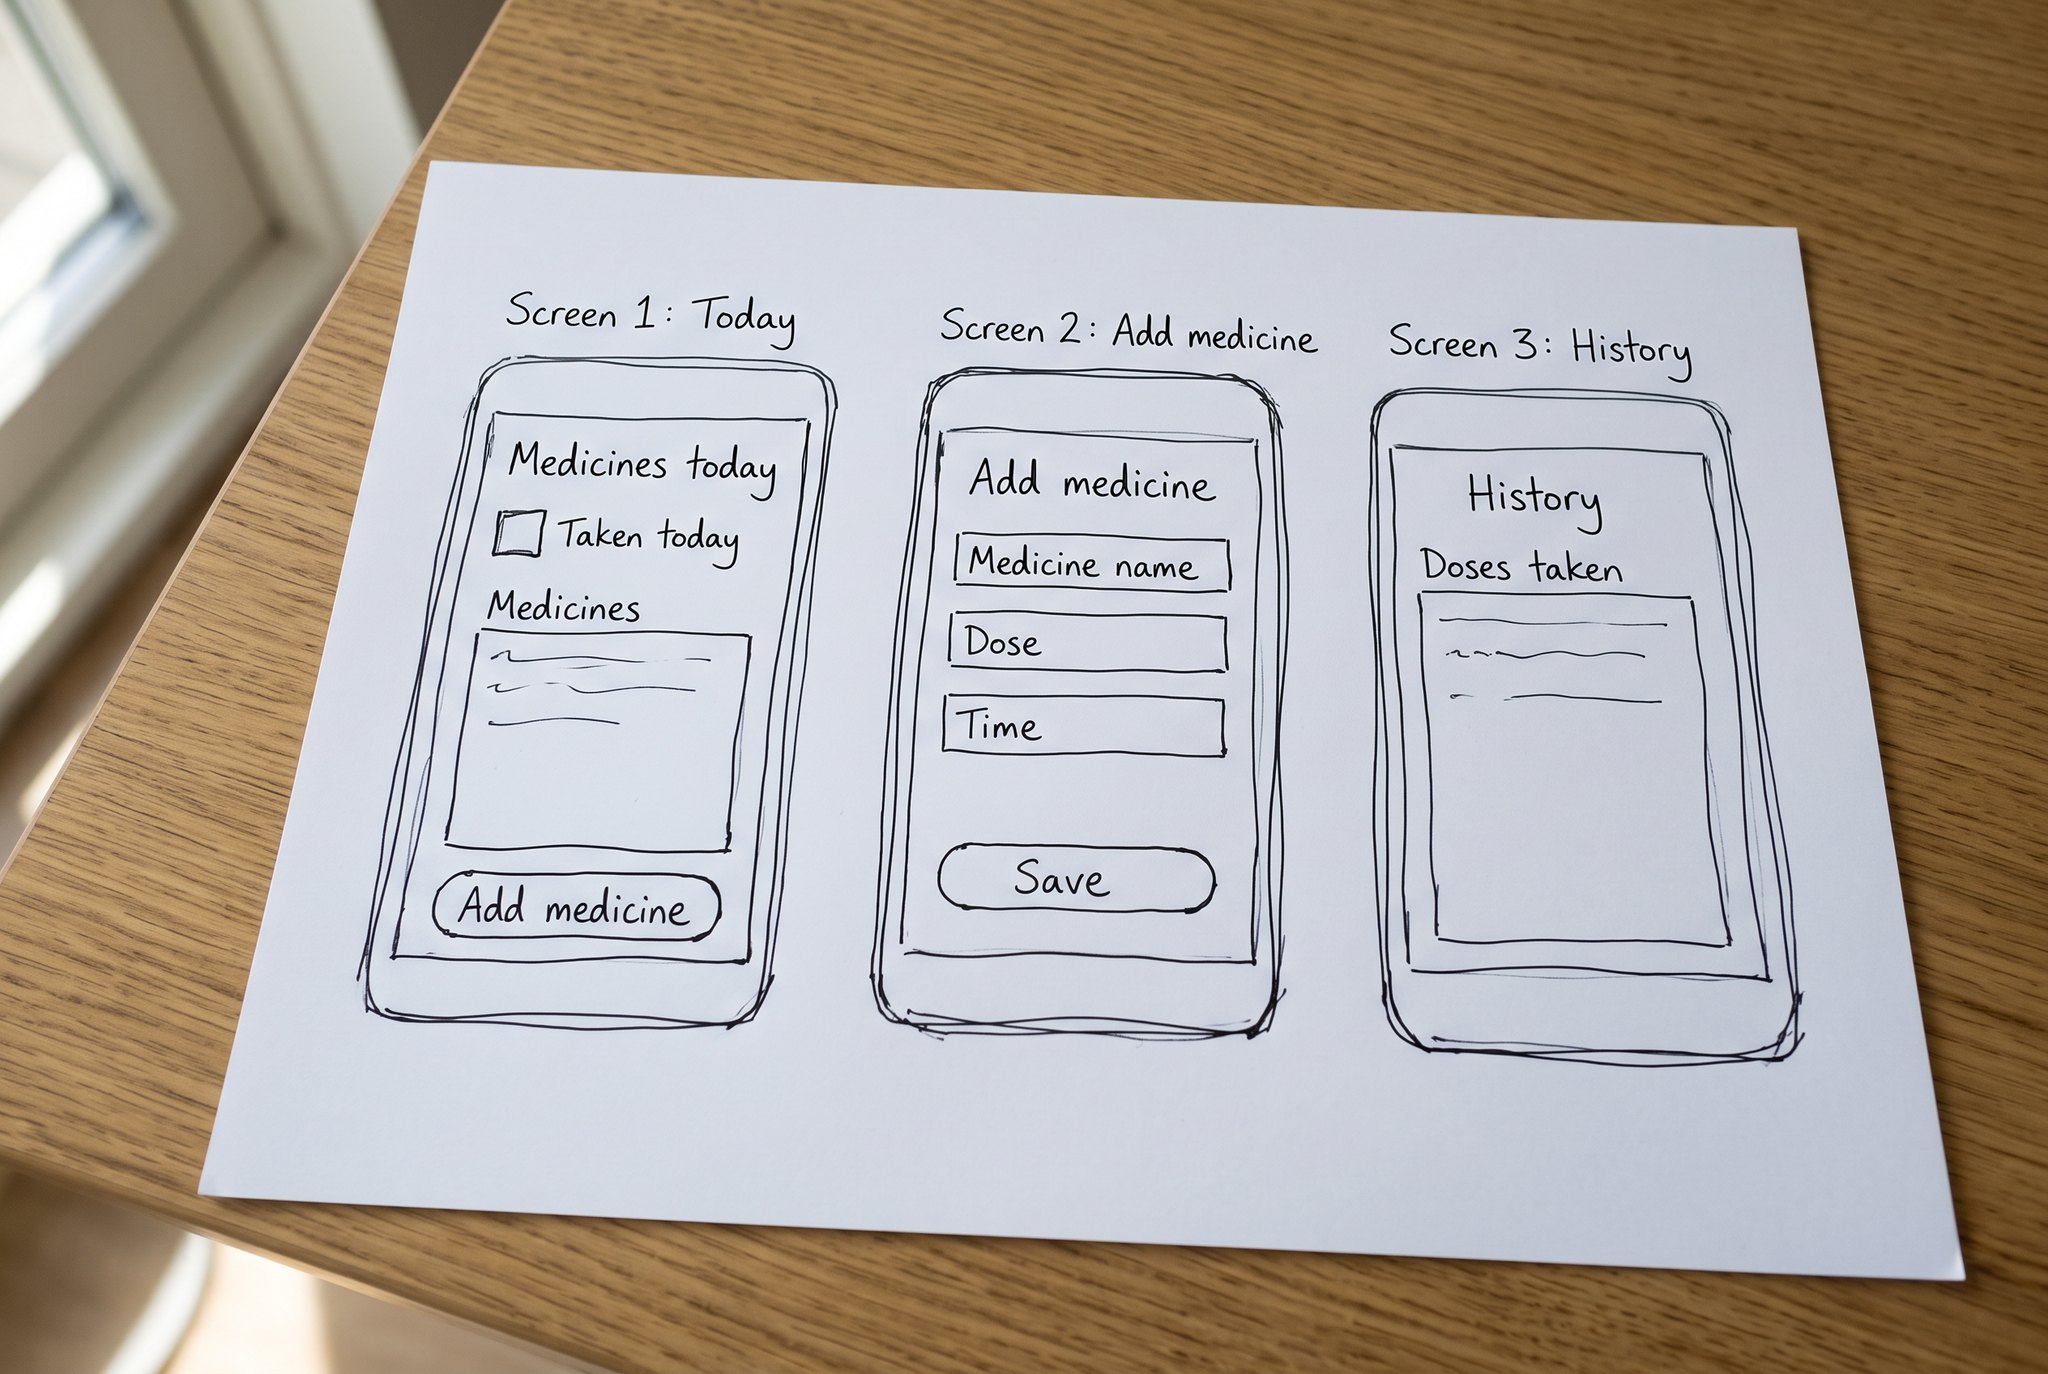 Screen 1: Today
Medicines today
Taken today
Medicines
Add medicine
Screen 2: Add medicine
Add medicine
Medicine name
Dose
Time
Save
Screen 3: History
History
Doses taken